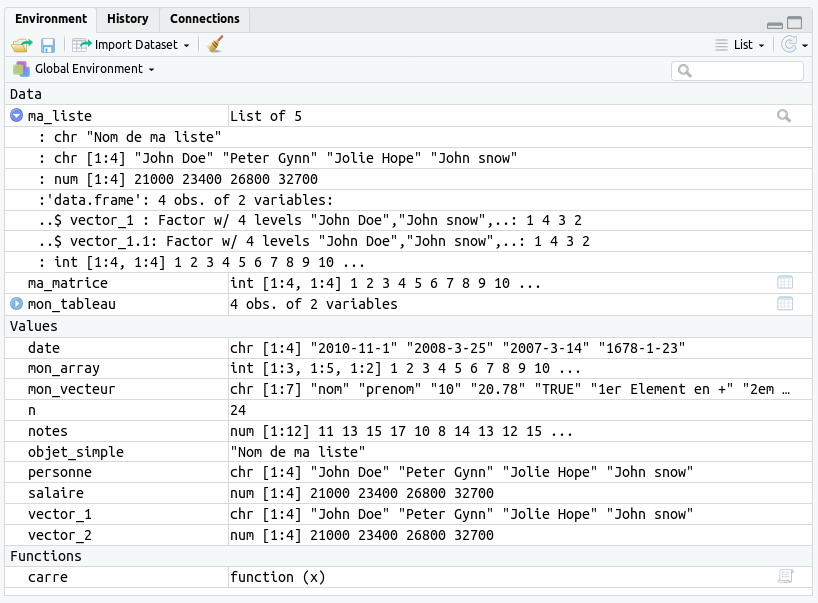 Environment History Connections
Import Dataset List
Global Environment
Data
ma_liste List of 5
: chr "Nom de ma liste"
: chr [1:4] "John Doe" "Peter Gynn" "Jolie Hope" "John snow"
: num [1:4] 21000 23400 26800 32700
:'data.frame': 4 obs. of 2 variables:
..$ vector_1 : Factor w/ 4 levels "John Doe","John snow",..: 1 4 3 2
..$ vector_1.1: Factor w/ 4 levels "John Doe","John snow",..: 1 4 3 2
: int [1:4, 1:4] 1 2 3 4 5 6 7 8 9 10 ...
ma_matrice int [1:4, 1:4] 1 2 3 4 5 6 7 8 9 10 ...
mon_tableau 4 obs. of 2 variables
Values
date chr [1:4] "2010-11-1" "2008-3-25" "2007-3-14" "1678-1-23"
mon_array int [1:3, 1:5, 1:2] 1 2 3 4 5 6 7 8 9 10 ...
mon_vecteur chr [1:7] "nom" "prenom" "10" "20.78" "TRUE" "1er Element en +" "2em …
n 24
notes num [1:12] 11 13 15 17 10 8 14 13 12 15 ...
objet_simple "Nom de ma liste"
personne chr [1:4] "John Doe" "Peter Gynn" "Jolie Hope" "John snow"
salaire num [1:4] 21000 23400 26800 32700
vector_1 chr [1:4] "John Doe" "Peter Gynn" "Jolie Hope" "John snow"
vector_2 num [1:4] 21000 23400 26800 32700
Functions
carre function (x)